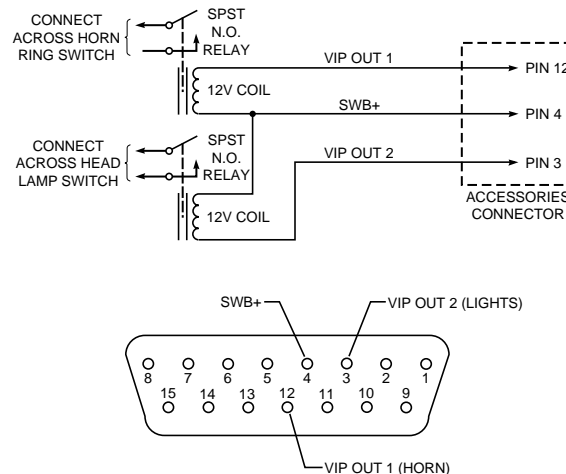 CONNECT
ACROSS HORN
RING SWITCH
SPST
N.O.
RELAY
12V COIL
VIP OUT 1
PIN 12
SWB+
PIN 4
CONNECT
ACROSS HEAD
LAMP SWITCH
SPST
N.O.
RELAY
12V COIL
VIP OUT 2
PIN 3
ACCESSORIES
CONNECTOR
SWB+
VIP OUT 2 (LIGHTS)
8 7 6 5 4 3 2 1
15 14 13 12 11 10 9
VIP OUT 1 (HORN)